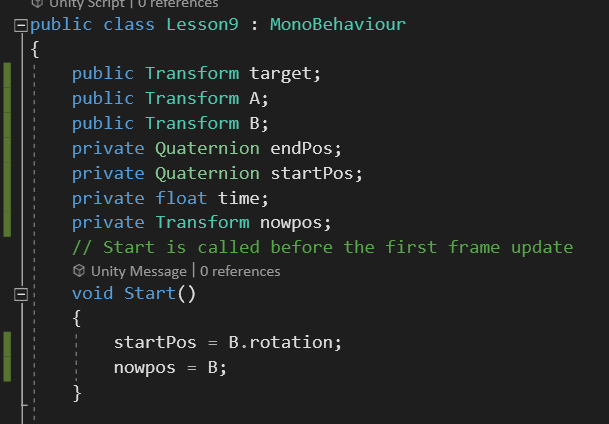 Unity Script | 0 references
public class Lesson9 : MonoBehaviour
{
public Transform target;
public Transform A;
public Transform B;
private Quaternion endPos;
private Quaternion startPos;
private float time;
private Transform nowpos;
// Start is called before the first frame update
Unity Message | 0 references
void Start()
{
startPos = B.rotation;
nowpos = B;
}